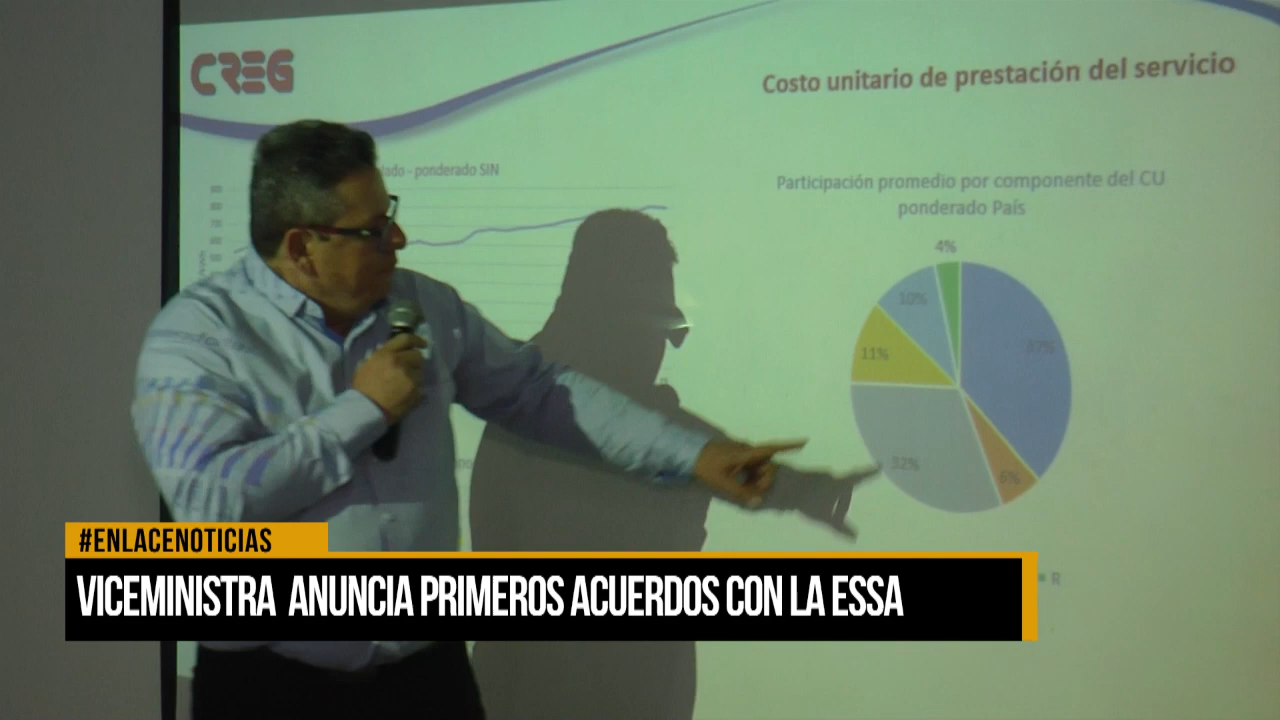 CREG
Costo unitario de prestación del servicio
ponderado SIN
Participación promedio por componente del CU
ponderado País
4%
10%
37%
11%
32%
6%
R
#ENLACENOTICIAS
VICEMINISTRA ANUNCIA PRIMEROS ACUERDOS CON LA ESSA